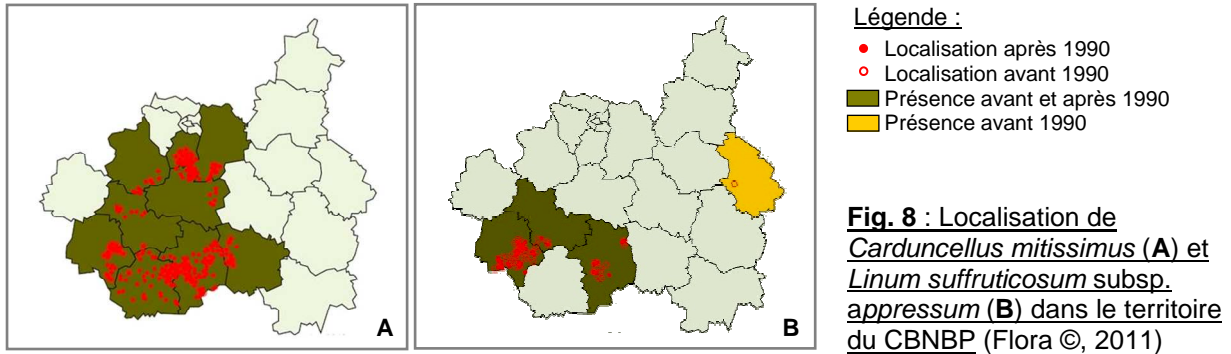 A
B
Légende :
Localisation après 1990
Localisation avant 1990
Présence avant et après 1990
Présence avant 1990
Fig. 8 : Localisation de
Carduncellus mitissimus (A) et
Linum suffruticosum subsp.
appressum (B) dans le territoire
du CBNBP (Flora ©, 2011)